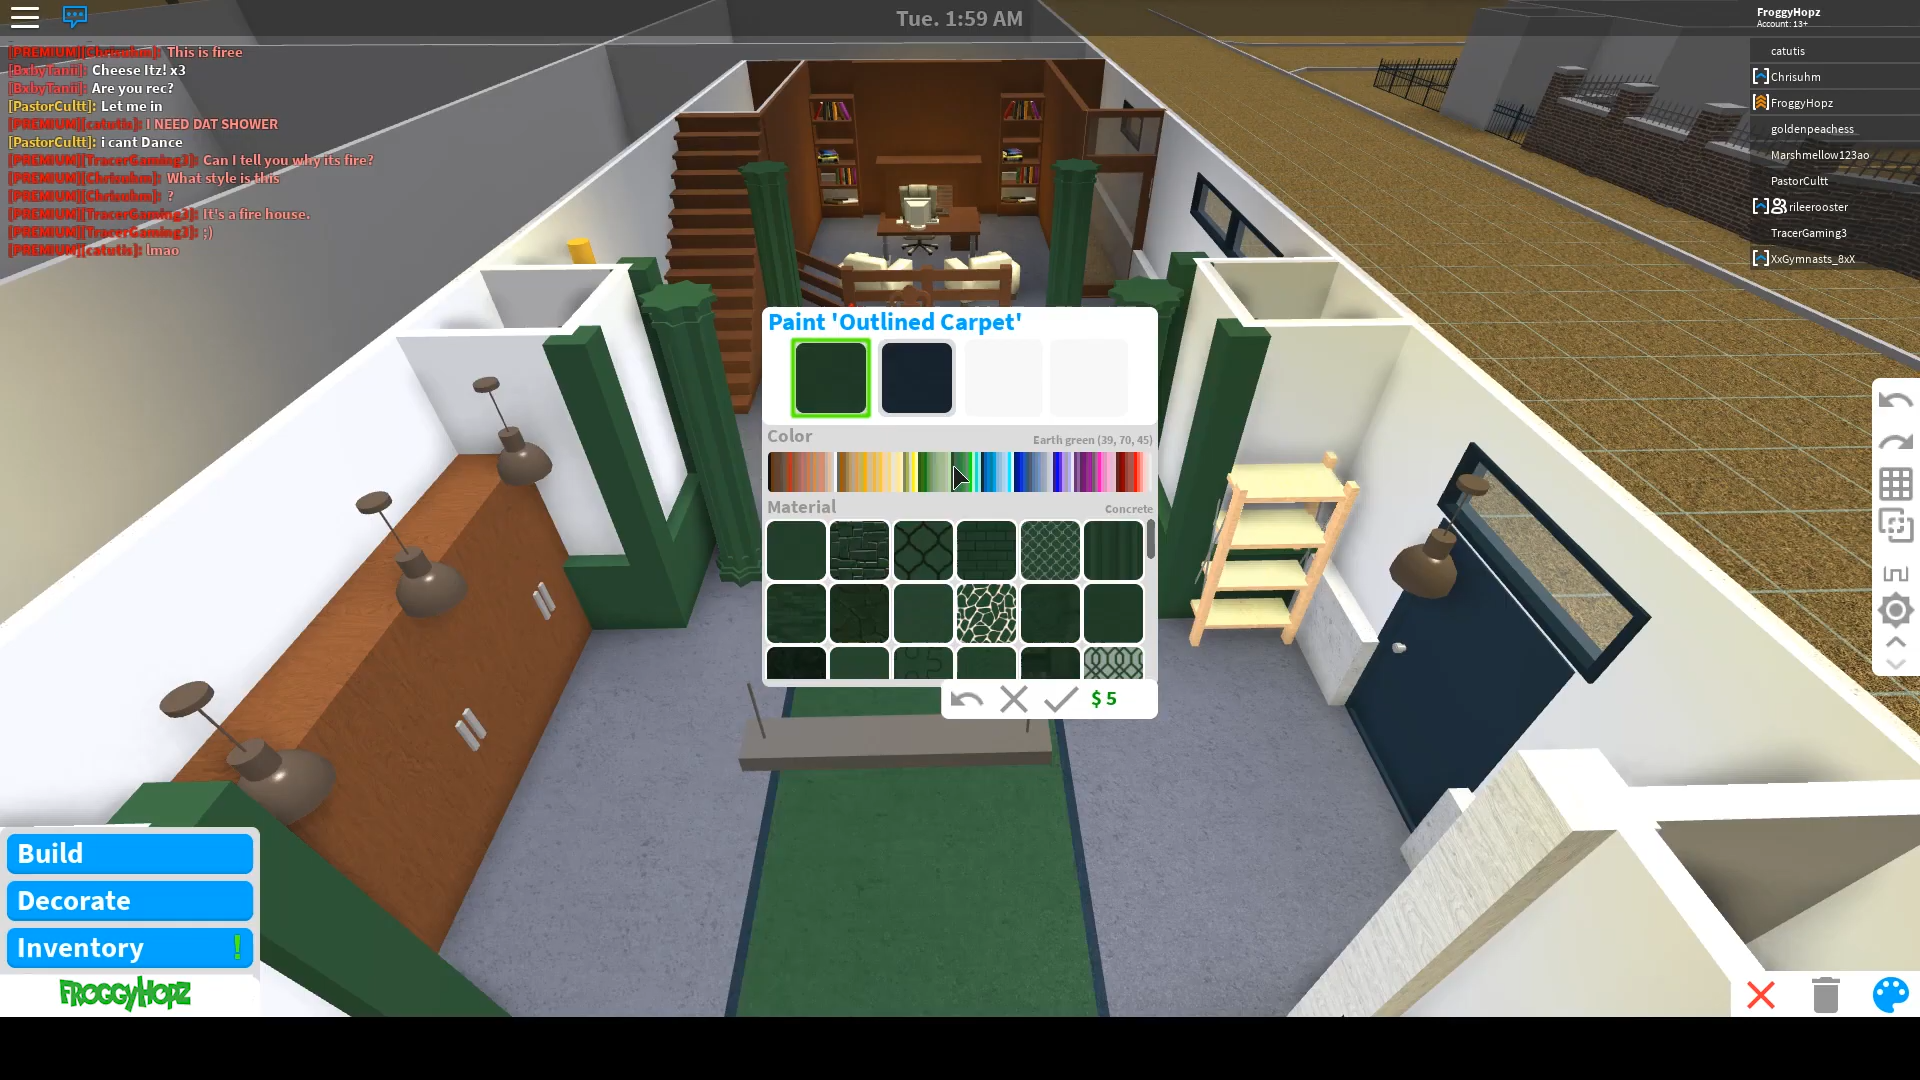 Tue. 1:59 AM
FroggyHopz
Account: 13+
[PREMIUM][Chrisuhm]: This is firee
[BxbyTanii]: Cheese Itz! x3
[BxbyTanii]: Are you rec?
[PastorCultt]: Let me in
[PREMIUM][catutis]: I NEED DAT SHOWER
[PastorCultt]: i cant Dance
[PREMIUM][TracerGaming3]: Can I tell you why its fire?
[PREMIUM][Chrisuhm]: What style is this
[PREMIUM][Chrisuhm]: ?
[PREMIUM][TracerGaming3]: It's a fire house.
[PREMIUM][TracerGaming3]: ;)
[PREMIUM][catutis]: lmao
catutis
Chrisuhm
FroggyHopz
goldenpeachess
Marshmellow123ao
PastorCultt
rileerooster
TracerGaming3
XxGymnasts_8xX
Paint 'Outlined Carpet'
Color
Earth green (39, 70, 45)
Material
Concrete
$ 5
Build
Decorate
Inventory !
FROGGYHOPZ